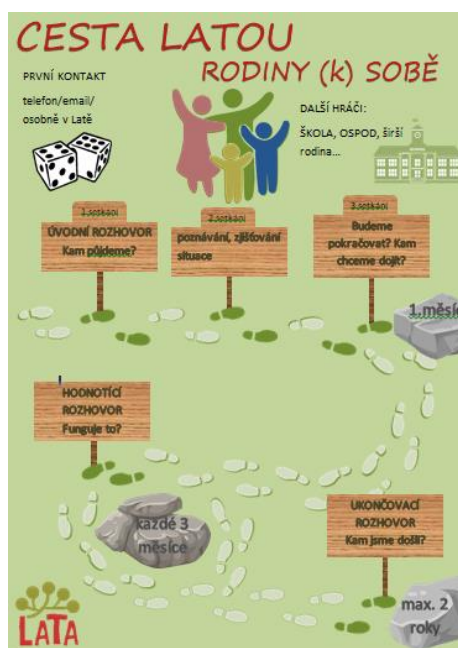 CESTA LATOU
RODINY (k) SOBĚ
PRVNÍ KONTAKT
telefon/email/
osobně v Latě
DALŠÍ HRÁČI:
ŠKOLA, OSPOD, širší
rodina...
1.setkání
ÚVODNÍ ROZHOVOR
Kam půjdeme?
2.setkání
poznávání, zjišťování
situace
3.setkání
Budeme
pokračovat? Kam
chceme dojít?
1.měsíc
HODNOTÍCÍ
ROZHOVOR
Funguje to?
každé 3
měsíce
UKONČOVACÍ
ROZHOVOR
Kam jsme došli?
max. 2
roky
LATA